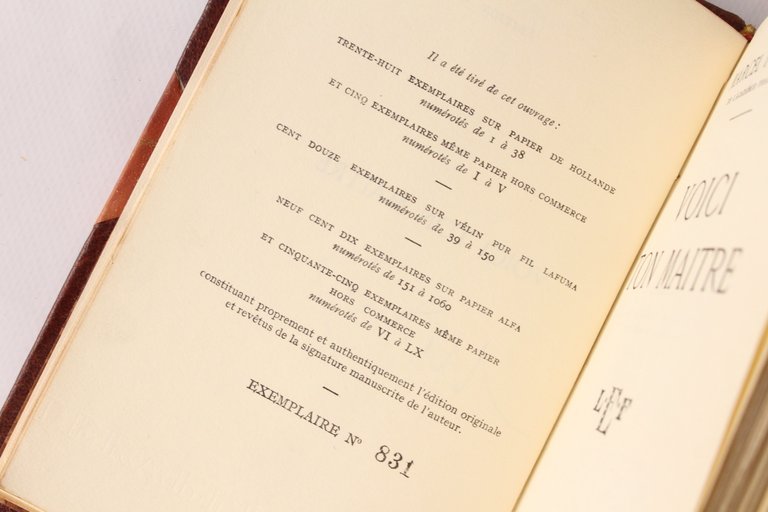 Il a été tiré de cet ouvrage :
TRENTE-HUIT EXEMPLAIRES SUR PAPIER DE HOLLANDE
numérotés de 1 à 38
ET CINQ EXEMPLAIRES MÊME PAPIER HORS COMMERCE
numérotés de I à V
CENT DOUZE EXEMPLAIRES SUR VÉLIN PUR FIL LAFUMA
numérotés de 39 à 150
NEUF CENT DIX EXEMPLAIRES SUR PAPIER ALFA
numérotés de 151 à 1060
ET CINQUANTE-CINQ EXEMPLAIRES MÊME PAPIER
HORS COMMERCE
numérotés de VI à LX
constituant proprement et authentiquement l'édition originale
et revêtus de la signature manuscrite de l'auteur.
EXEMPLAIRE No 831
MARCEL
VOICI
TON MAITRE